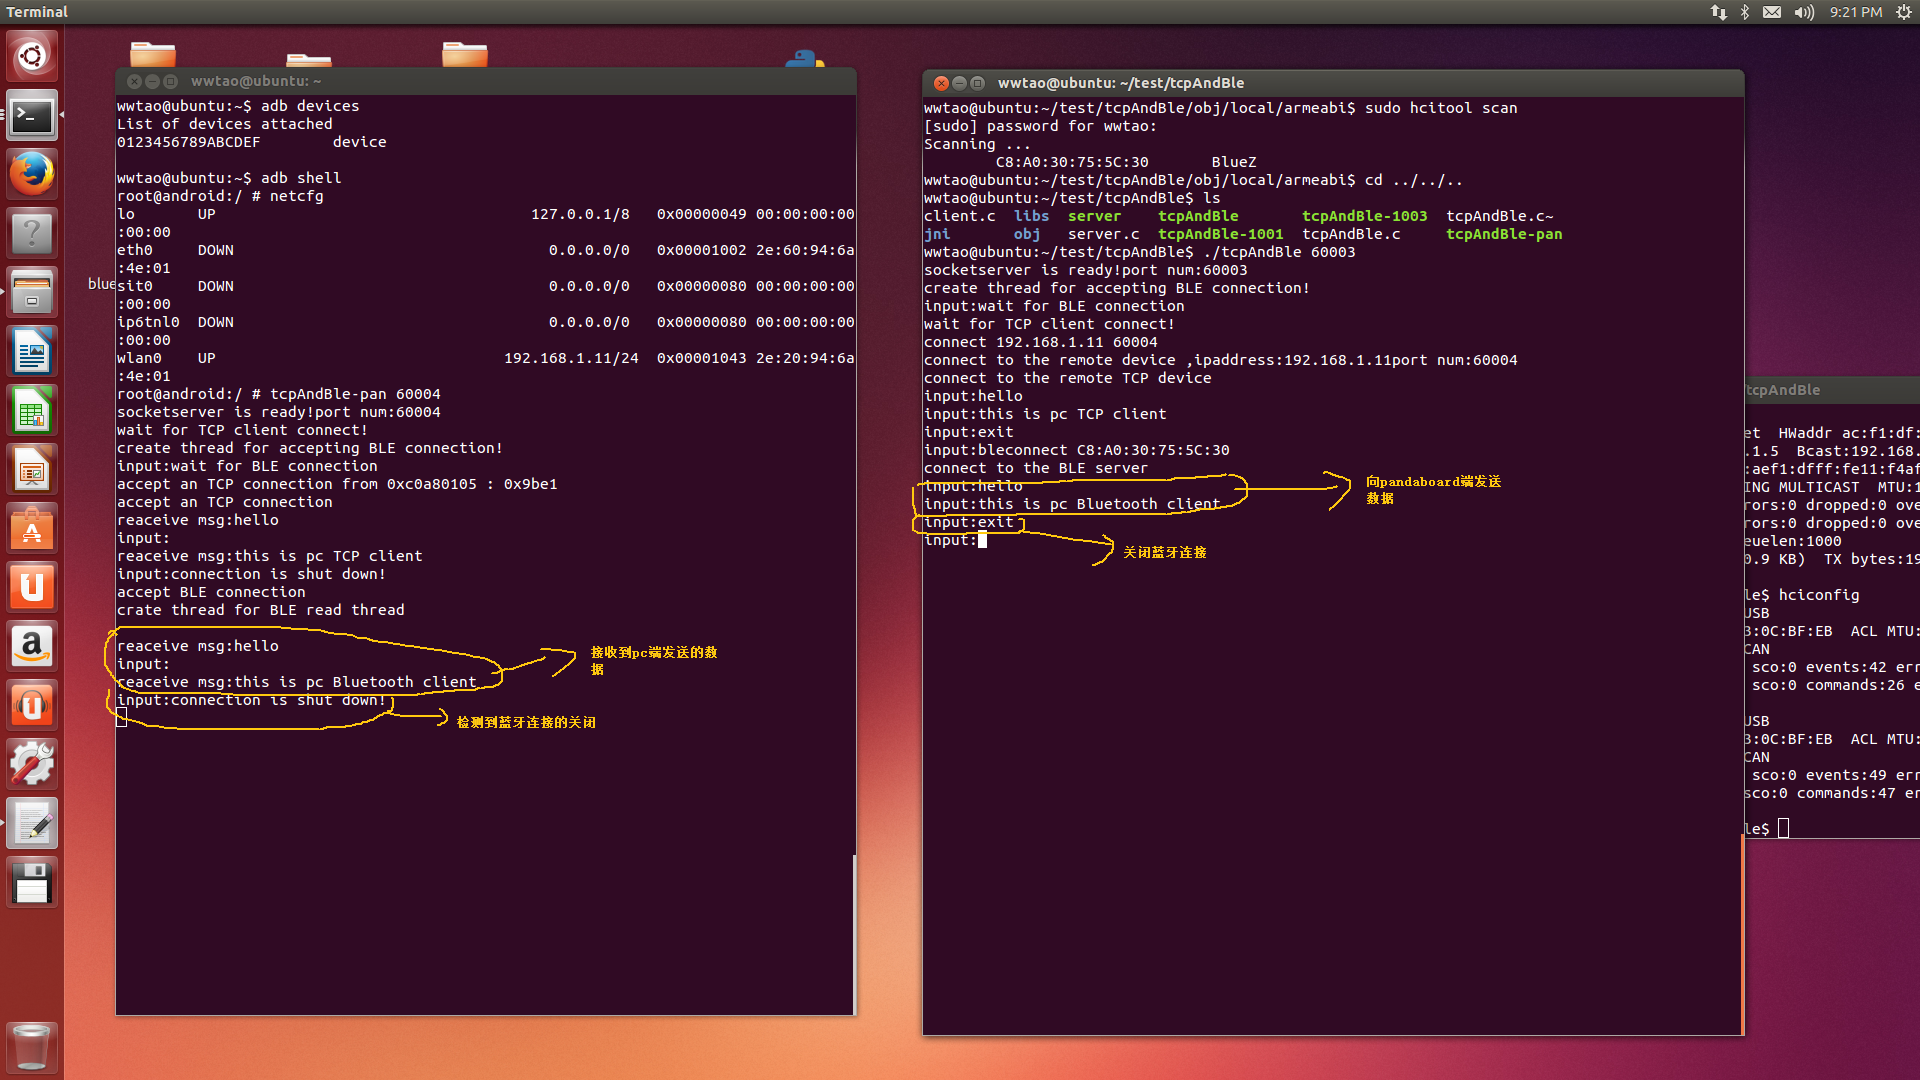 Terminal
9:21 PM
wwtao@ubuntu: ~
wwtao@ubuntu:~$ adb devices
List of devices attached
0123456789ABCDEF        device
wwtao@ubuntu:~$ adb shell
root@android:/ # netcfg
lo       UP                                   127.0.0.1/8   0x00000049 00:00:00:00
:00:00
eth0     DOWN                                   0.0.0.0/0   0x00001002 2e:60:94:6a
:4e:01
blue
sit0     DOWN                                   0.0.0.0/0   0x00000080 00:00:00:00
:00:00
ip6tnl0  DOWN                                   0.0.0.0/0   0x00000080 00:00:00:00
:00:00
wlan0    UP                                192.168.1.11/24  0x00001043 2e:20:94:6a
:4e:01
root@android:/ # tcpAndBle-pan 60004
socketserver is ready!port num:60004
wait for TCP client connect!
create thread for accepting BLE connection!
input:wait for BLE connection
accept an TCP connection from 0xc0a80105 : 0x9be1
accept an TCP connection
reaceive msg:hello
input:
reaceive msg:this is pc TCP client
input:connection is shut down!
accept BLE connection
crate thread for BLE read thread
reaceive msg:hello
input:
reaceive msg:this is pc Bluetooth client
input:connection is shut down!
接收到pc端发送的数
据
检测到蓝牙连接的关闭
wwtao@ubuntu: ~/test/tcpAndBle
wwtao@ubuntu:~/test/tcpAndBle/obj/local/armeabi$ sudo hcitool scan
[sudo] password for wwtao:
Scanning ...
        C8:A0:30:75:5C:30       BlueZ
wwtao@ubuntu:~/test/tcpAndBle/obj/local/armeabi$ cd ../../..
wwtao@ubuntu:~/test/tcpAndBle$ ls
client.c  libs  server    tcpAndBle       tcpAndBle-1003  tcpAndBle.c~
jni       obj   server.c  tcpAndBle-1001  tcpAndBle.c     tcpAndBle-pan
wwtao@ubuntu:~/test/tcpAndBle$ ./tcpAndBle 60003
socketserver is ready!port num:60003
create thread for accepting BLE connection!
input:wait for BLE connection
wait for TCP client connect!
connect 192.168.1.11 60004
connect to the remote device ,ipaddress:192.168.1.11port num:60004
connect to the remote TCP device
input:hello
input:this is pc TCP client
input:exit
input:bleconnect C8:A0:30:75:5C:30
connect to the BLE server
input:hello
input:this is pc Bluetooth client
input:exit
input:
向pandaboard端发送
数据
关闭蓝牙连接
tcpAndBle
et  HWaddr ac:f1:df:
.1.5  Bcast:192.168.
:aef1:dfff:fe11:f4af
ING MULTICAST  MTU:1
rors:0 dropped:0 ove
rors:0 dropped:0 ove
euelen:1000
0.9 KB)  TX bytes:19
le$ hciconfig
USB
3:0C:BF:EB  ACL MTU:
CAN
sco:0 events:42 err
sco:0 commands:26 e
USB
3:0C:BF:EB  ACL MTU:
CAN
sco:0 events:49 err
sco:0 commands:47 er
le$